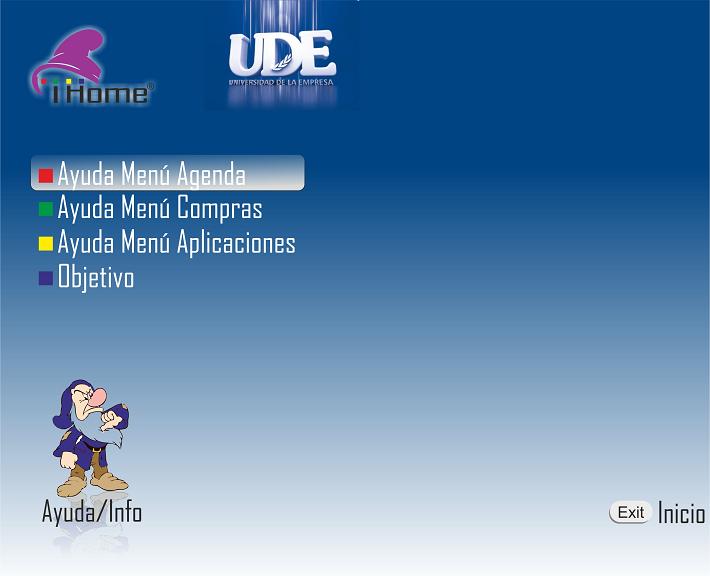 iHome®
UDE
UNIVERSIDAD DE LA EMPRESA
Ayuda Menú Agenda
Ayuda Menú Compras
Ayuda Menú Aplicaciones
Objetivo
Ayuda/Info
Exit Inicio